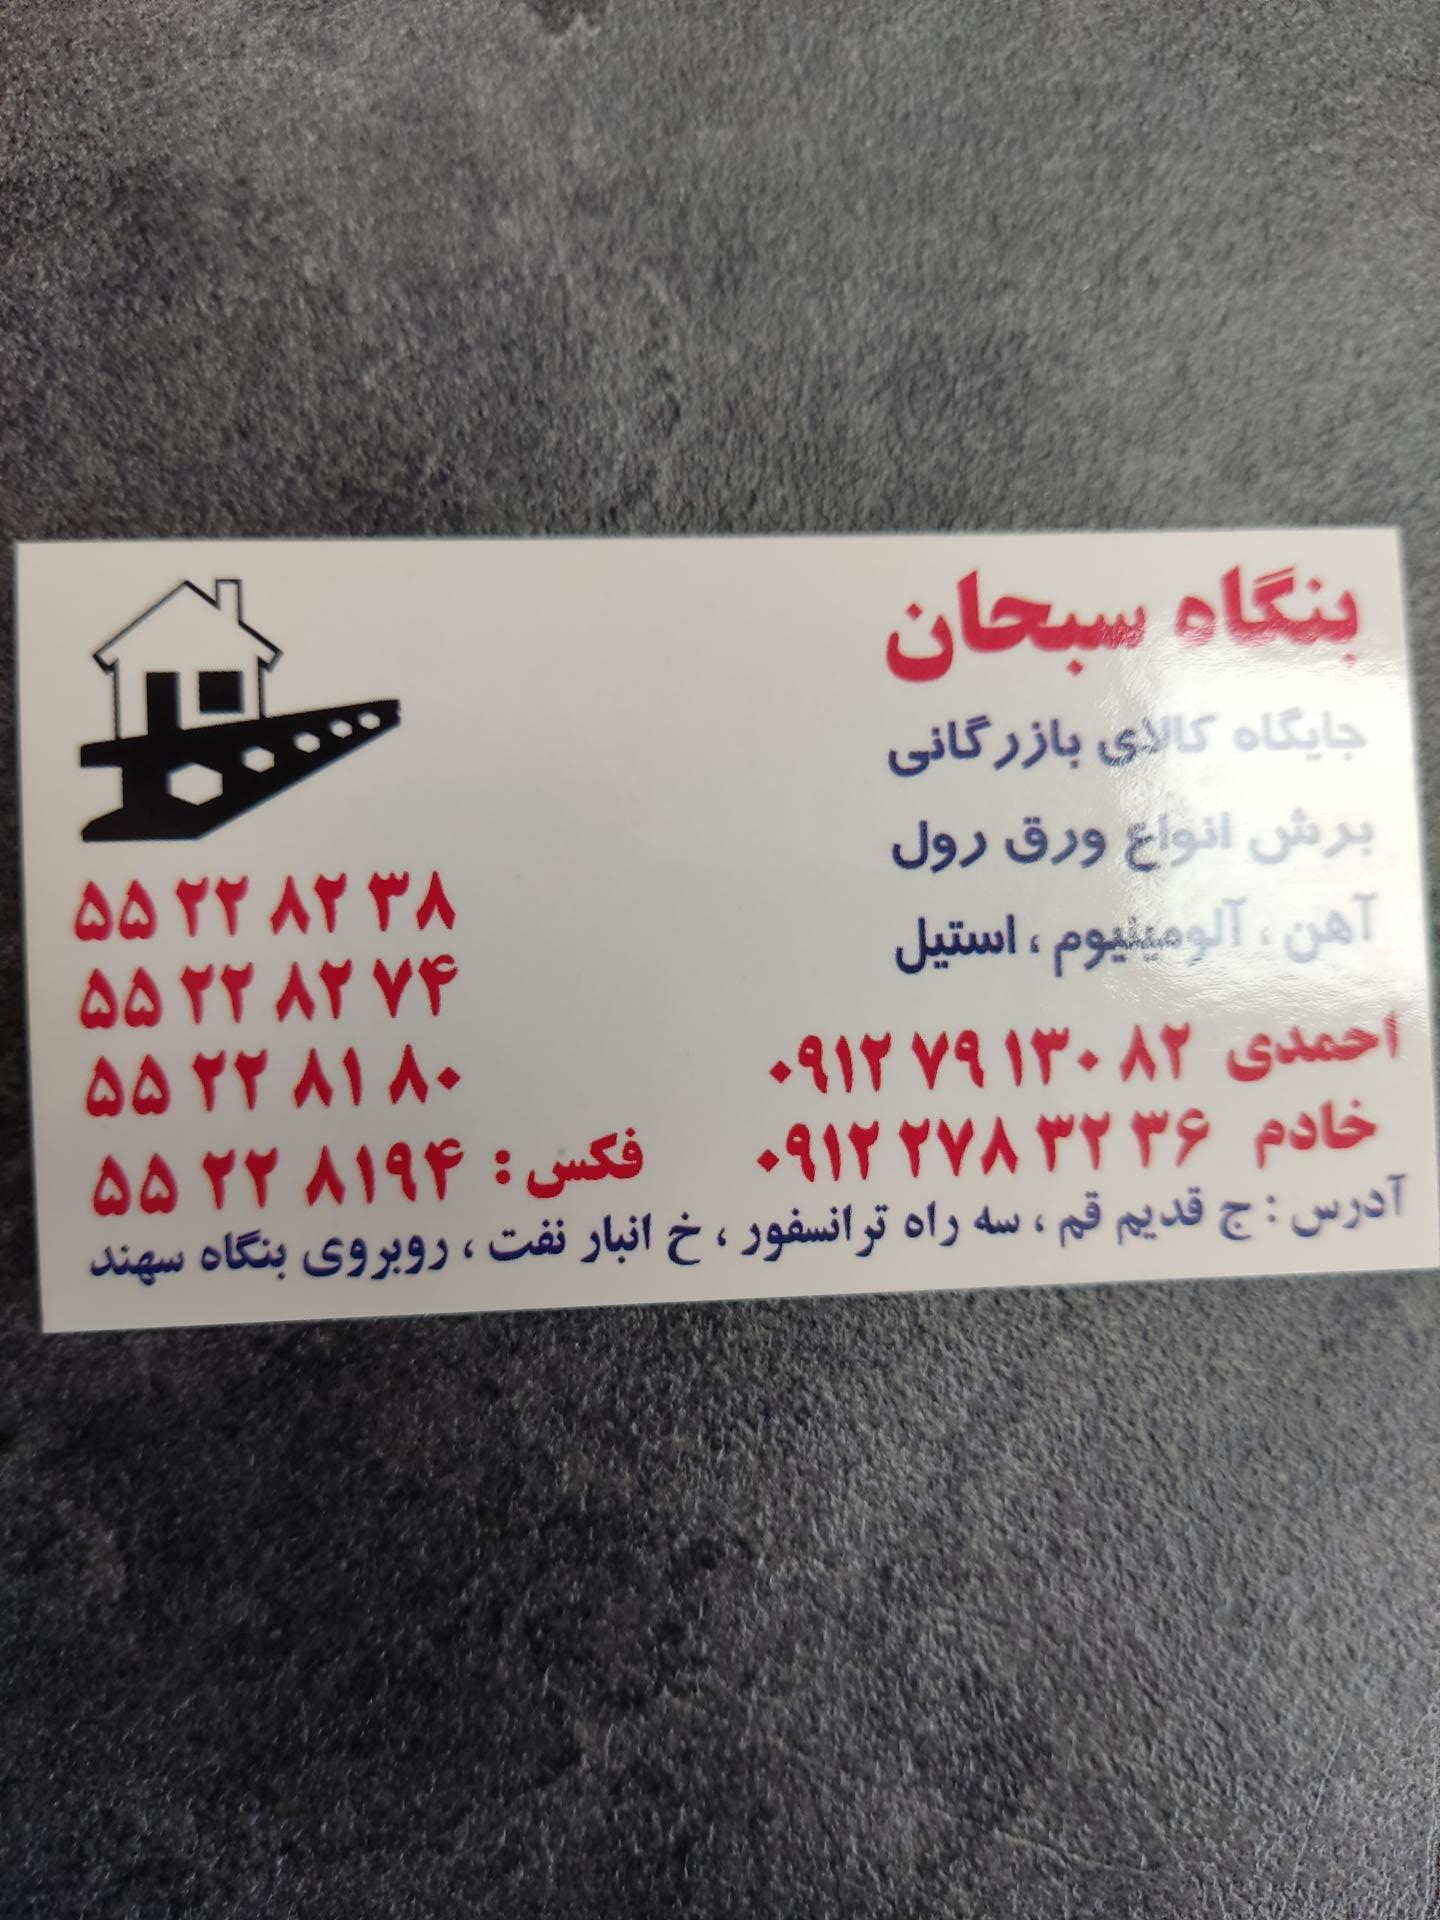 بنگاه سبحان
جایگاه کالای بازرگانی
برش انواع ورق رول
آهن ، آلومینیوم ، استیل
۵۵ ۲۲ ۸۲ ۳۸
۵۵ ۲۲ ۸۲ ۷۴
۵۵ ۲۲ ۸۱ ۸۰
احمدی ۰۹۱۲ ۷۹ ۱۳۰ ۸۲
خادم ۰۹۱۲ ۲۷۸ ۳۲ ۳۶
فکس : ۵۵ ۲۲ ۸۱۹۴
آدرس : ج قدیم قم ، سه راه ترانسفور ، خ انبار نفت ، روبروی بنگاه سهند